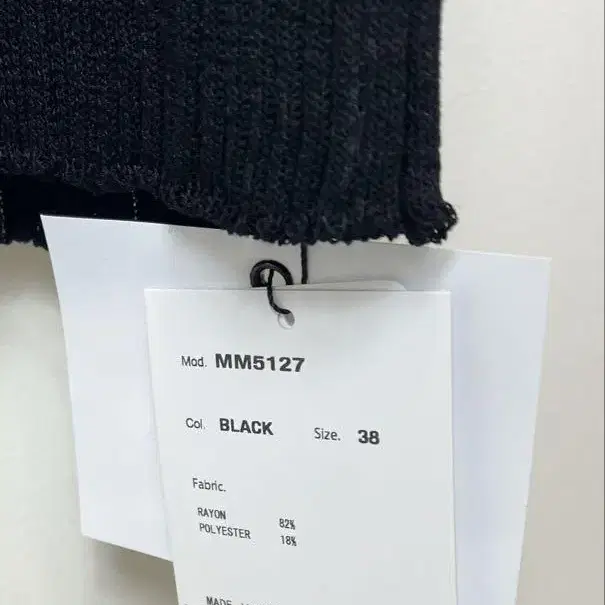 Mod. MM5127
Col. BLACK Size. 38
Fabric.
RAYON 82%
POLYESTER 18%
MADE